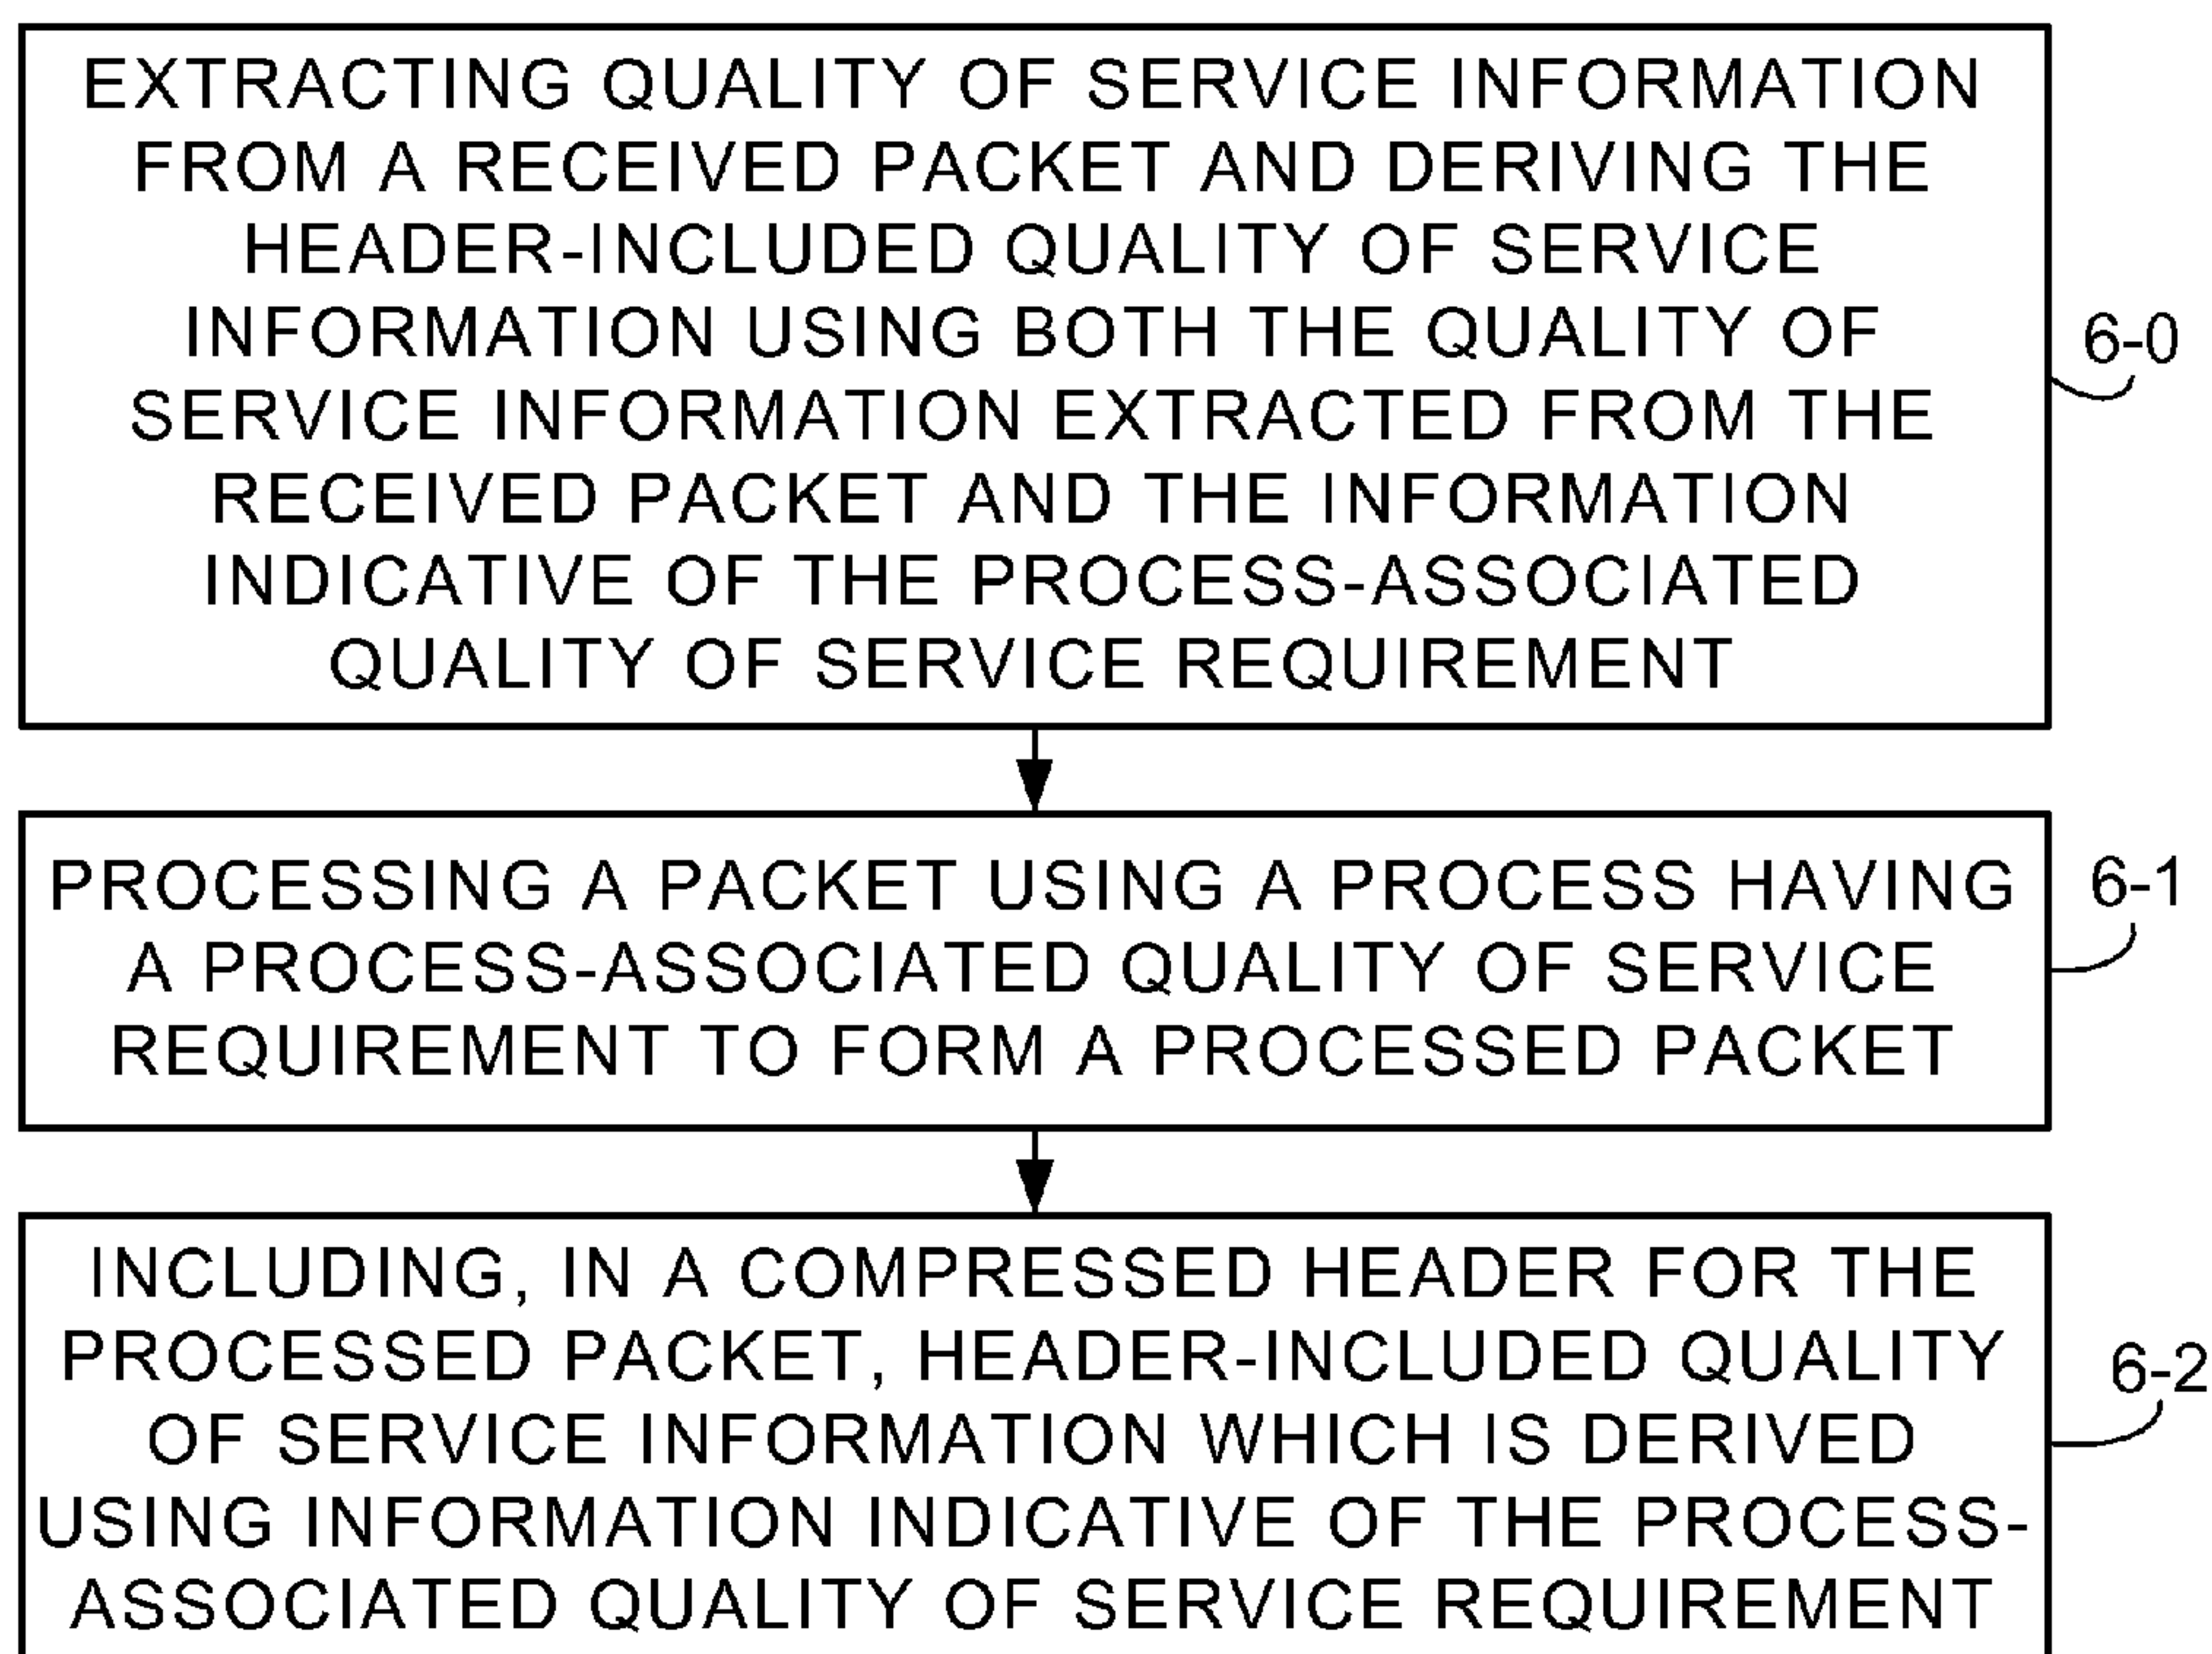 EXTRACTING QUALITY OF SERVICE INFORMATION
FROM A RECEIVED PACKET AND DERIVING THE
HEADER-INCLUDED QUALITY OF SERVICE
INFORMATION USING BOTH THE QUALITY OF
SERVICE INFORMATION EXTRACTED FROM THE
RECEIVED PACKET AND THE INFORMATION
INDICATIVE OF THE PROCESS-ASSOCIATED
QUALITY OF SERVICE REQUIREMENT
6-0
PROCESSING A PACKET USING A PROCESS HAVING
A PROCESS-ASSOCIATED QUALITY OF SERVICE
REQUIREMENT TO FORM A PROCESSED PACKET
6-1
INCLUDING, IN A COMPRESSED HEADER FOR THE
PROCESSED PACKET, HEADER-INCLUDED QUALITY
OF SERVICE INFORMATION WHICH IS DERIVED
USING INFORMATION INDICATIVE OF THE PROCESS-
ASSOCIATED QUALITY OF SERVICE REQUIREMENT
6-2